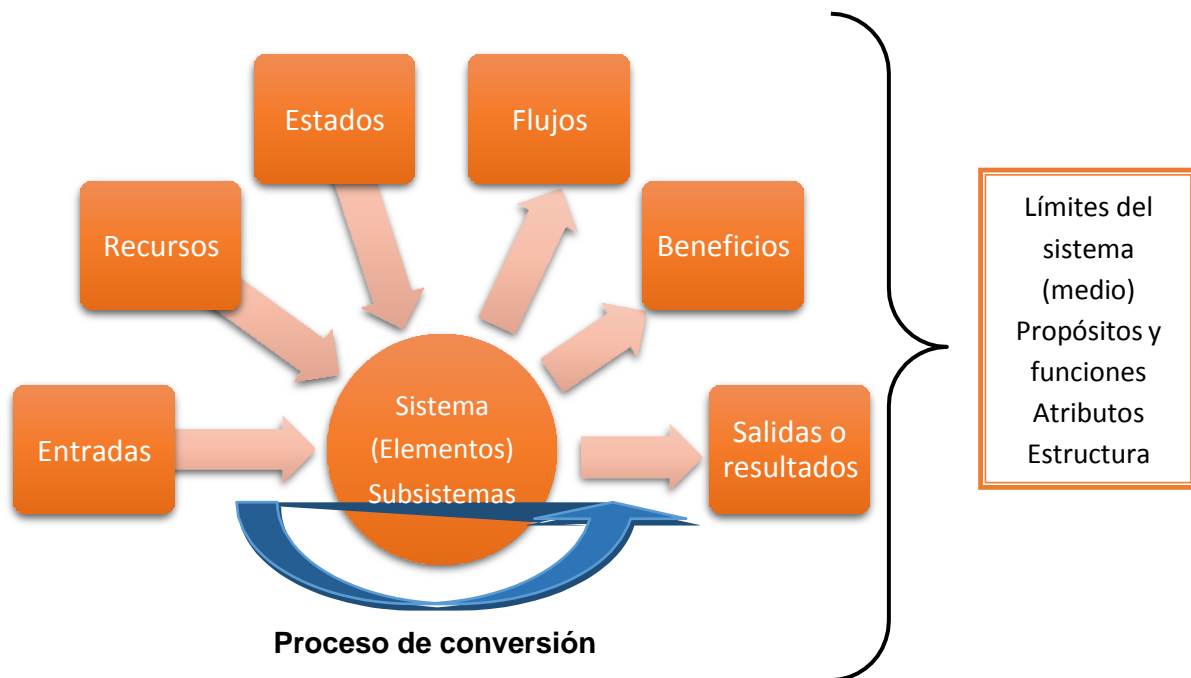 Estados
Flujos
Recursos
Beneficios
Entradas
Sistema
(Elementos)
Subsistemas
Salidas o
resultados
Proceso de conversión
Límites del
sistema
(medio)
Propósitos y
funciones
Atributos
Estructura